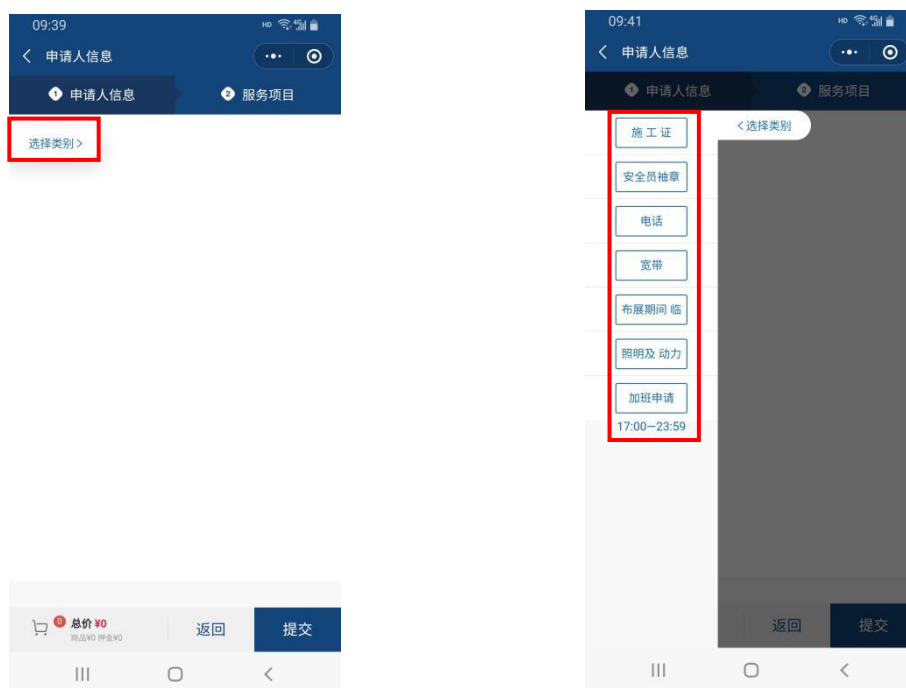 09:39
HD 4G
申请人信息
1 申请人信息
2 服务项目
选择类别>
0 总价 ¥0
商品¥0 押金¥0
返回
提交
09:41
HD 4G
申请人信息
1 申请人信息
2 服务项目
施 工 证
<选择类别
安全员袖章
电话
宽带
布展期间 临
照明及 动力
加班申请
17:00—23:59
返回
提交